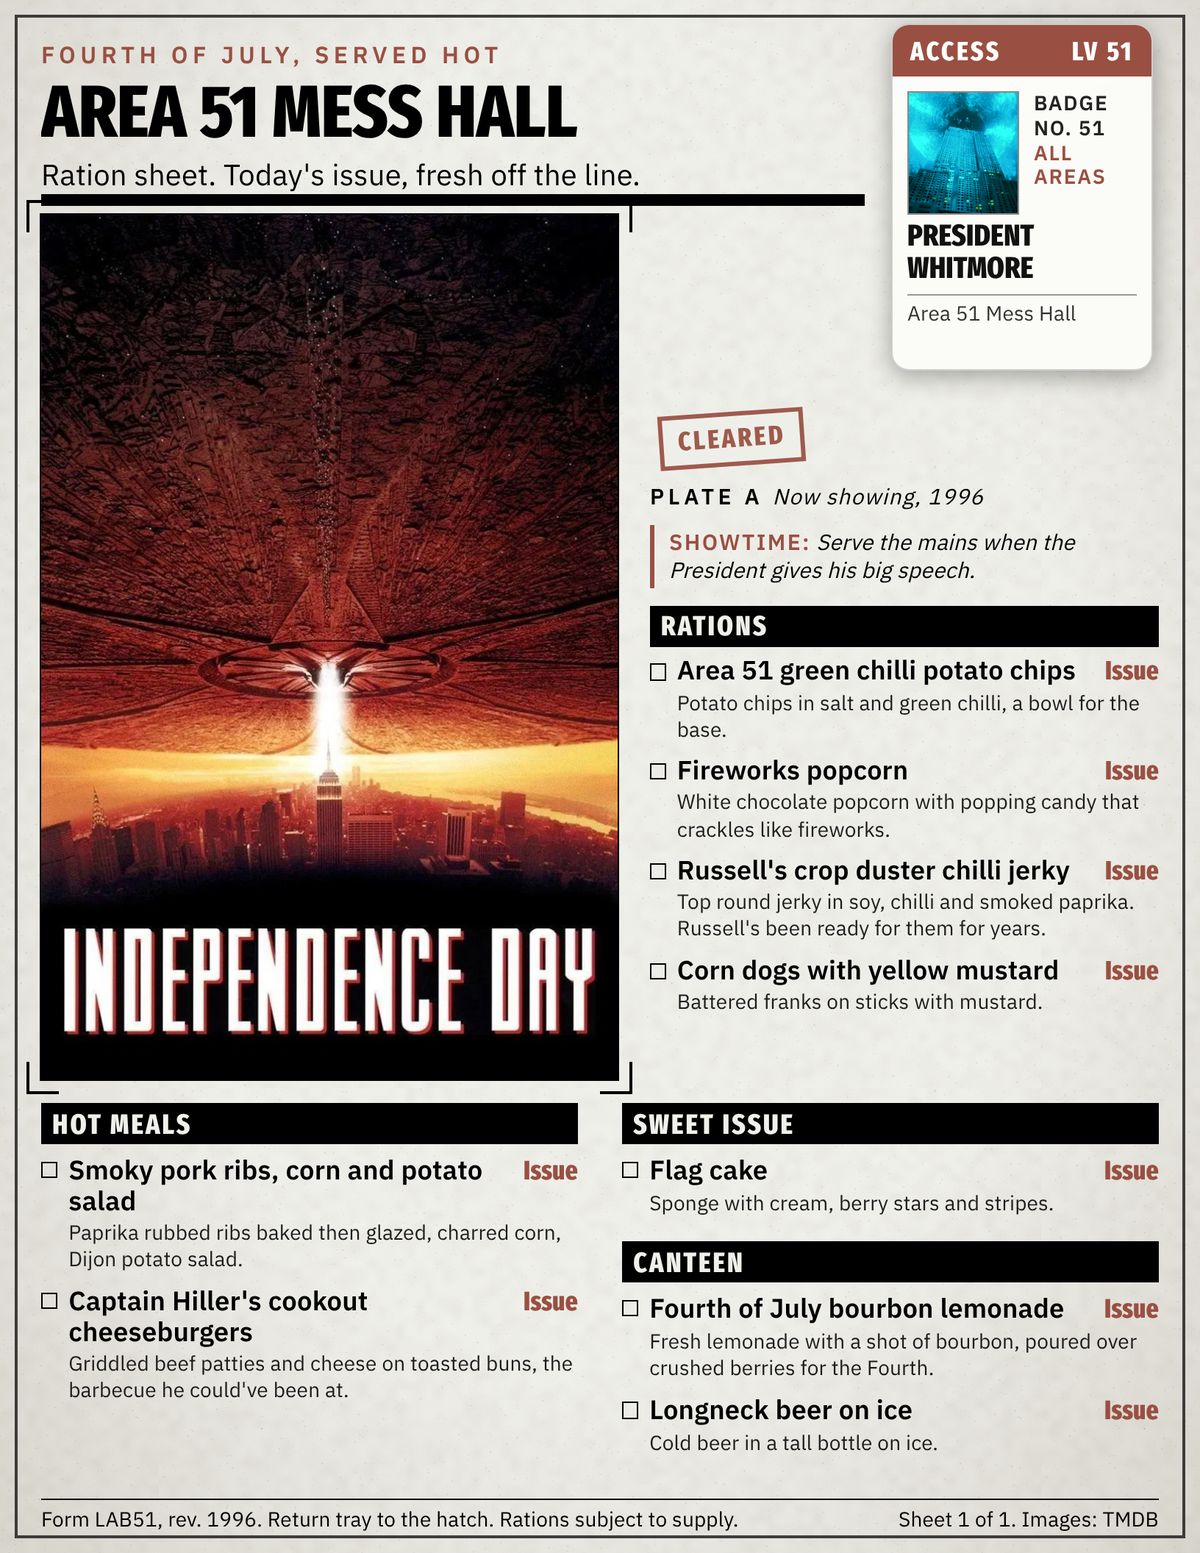 FOURTH OF JULY, SERVED HOT
AREA 51 MESS HALL
Ration sheet. Today's issue, fresh off the line.
ACCESS LV 51
BADGE
NO. 51
ALL
AREAS
PRESIDENT
WHITMORE
Area 51 Mess Hall
INDEPENDENCE DAY
CLEARED
PLATE A Now showing, 1996
SHOWTIME: Serve the mains when the
President gives his big speech.
RATIONS
Area 51 green chilli potato chips Issue
Potato chips in salt and green chilli, a bowl for the
base.
Fireworks popcorn Issue
White chocolate popcorn with popping candy that
crackles like fireworks.
Russell's crop duster chilli jerky Issue
Top round jerky in soy, chilli and smoked paprika.
Russell's been ready for them for years.
Corn dogs with yellow mustard Issue
Battered franks on sticks with mustard.
HOT MEALS
Smoky pork ribs, corn and potato Issue
salad
Paprika rubbed ribs baked then glazed, charred corn,
Dijon potato salad.
Captain Hiller's cookout Issue
cheeseburgers
Griddled beef patties and cheese on toasted buns, the
barbecue he could've been at.
SWEET ISSUE
Flag cake Issue
Sponge with cream, berry stars and stripes.
CANTEEN
Fourth of July bourbon lemonade Issue
Fresh lemonade with a shot of bourbon, poured over
crushed berries for the Fourth.
Longneck beer on ice Issue
Cold beer in a tall bottle on ice.
Form LAB51, rev. 1996. Return tray to the hatch. Rations subject to supply.
Sheet 1 of 1. Images: TMDB